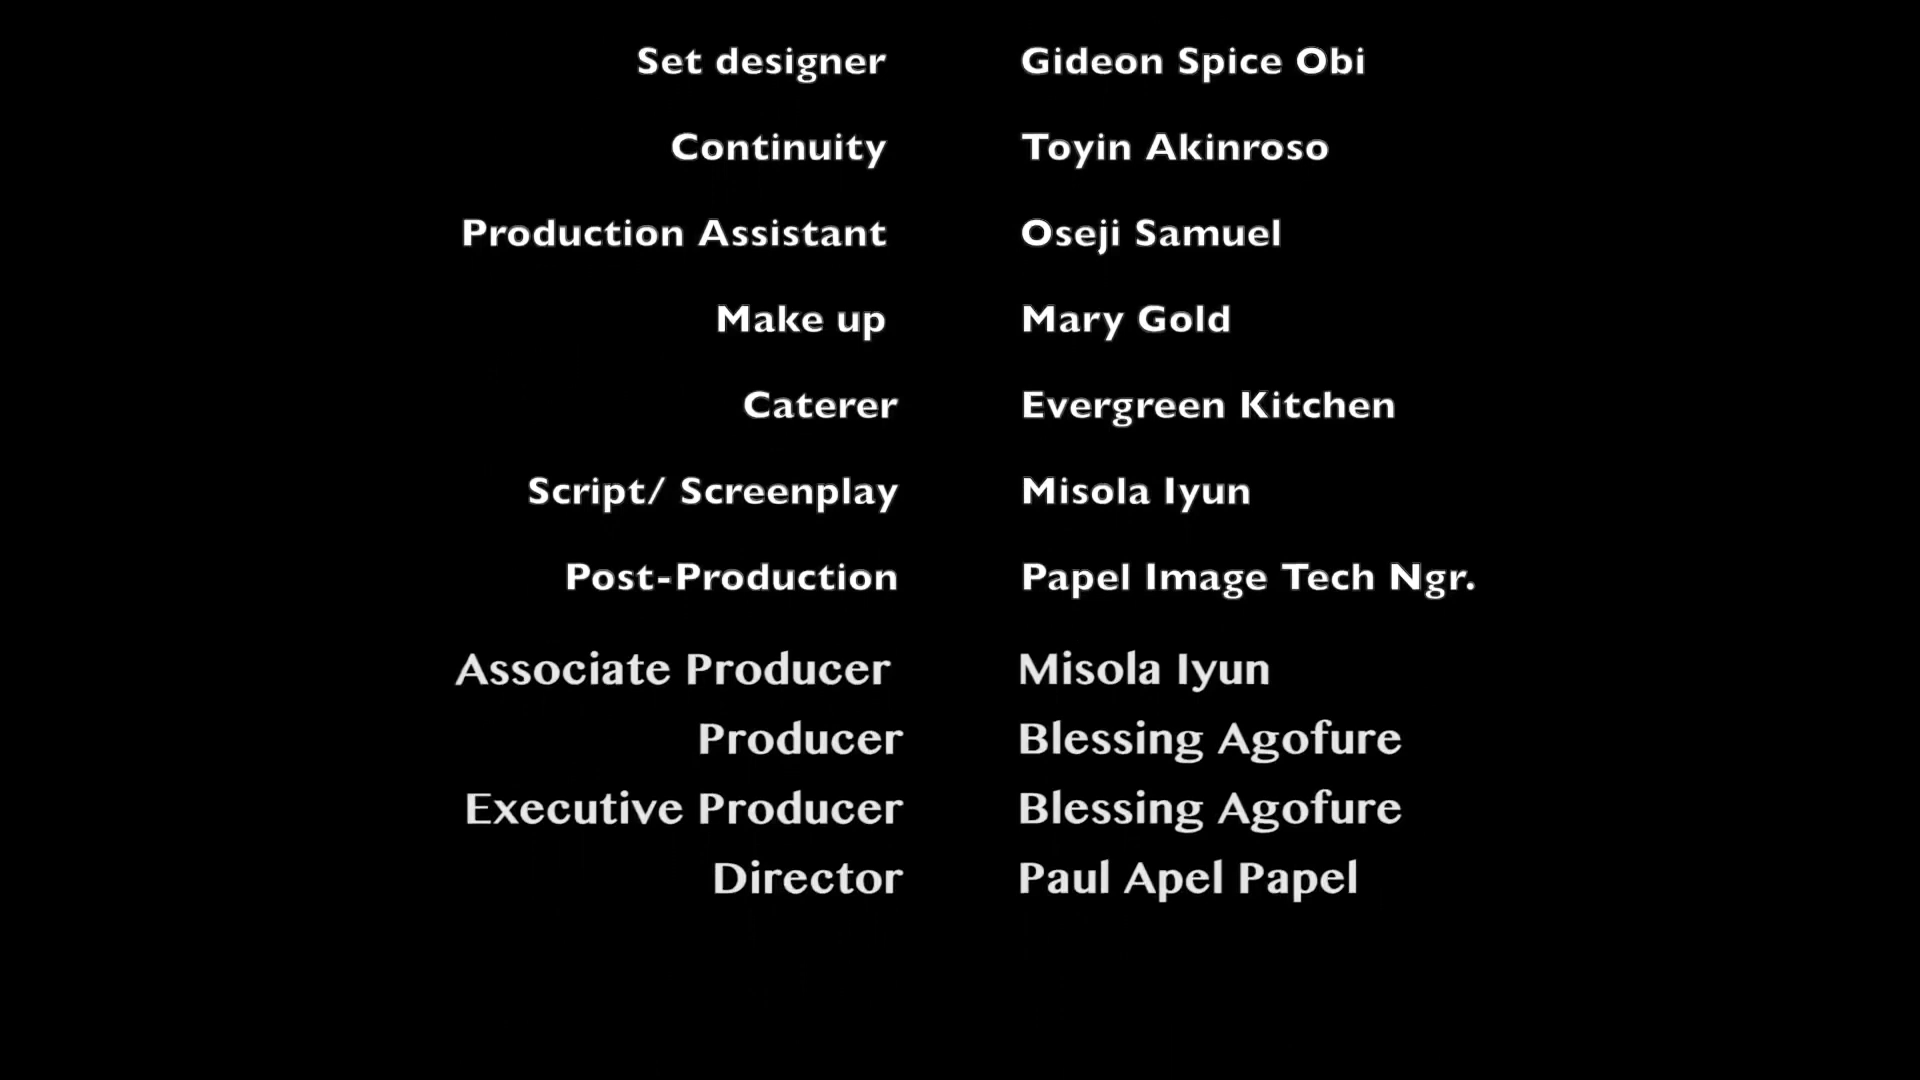 Set designer Gideon Spice Obi
Continuity Toyin Akinroso
Production Assistant Oseji Samuel
Make up Mary Gold
Caterer Evergreen Kitchen
Script/ Screenplay Misola Iyun
Post-Production Papel Image Tech Ngr.
Associate Producer Misola Iyun
Producer Blessing Agofure
Executive Producer Blessing Agofure
Director Paul Apel Papel